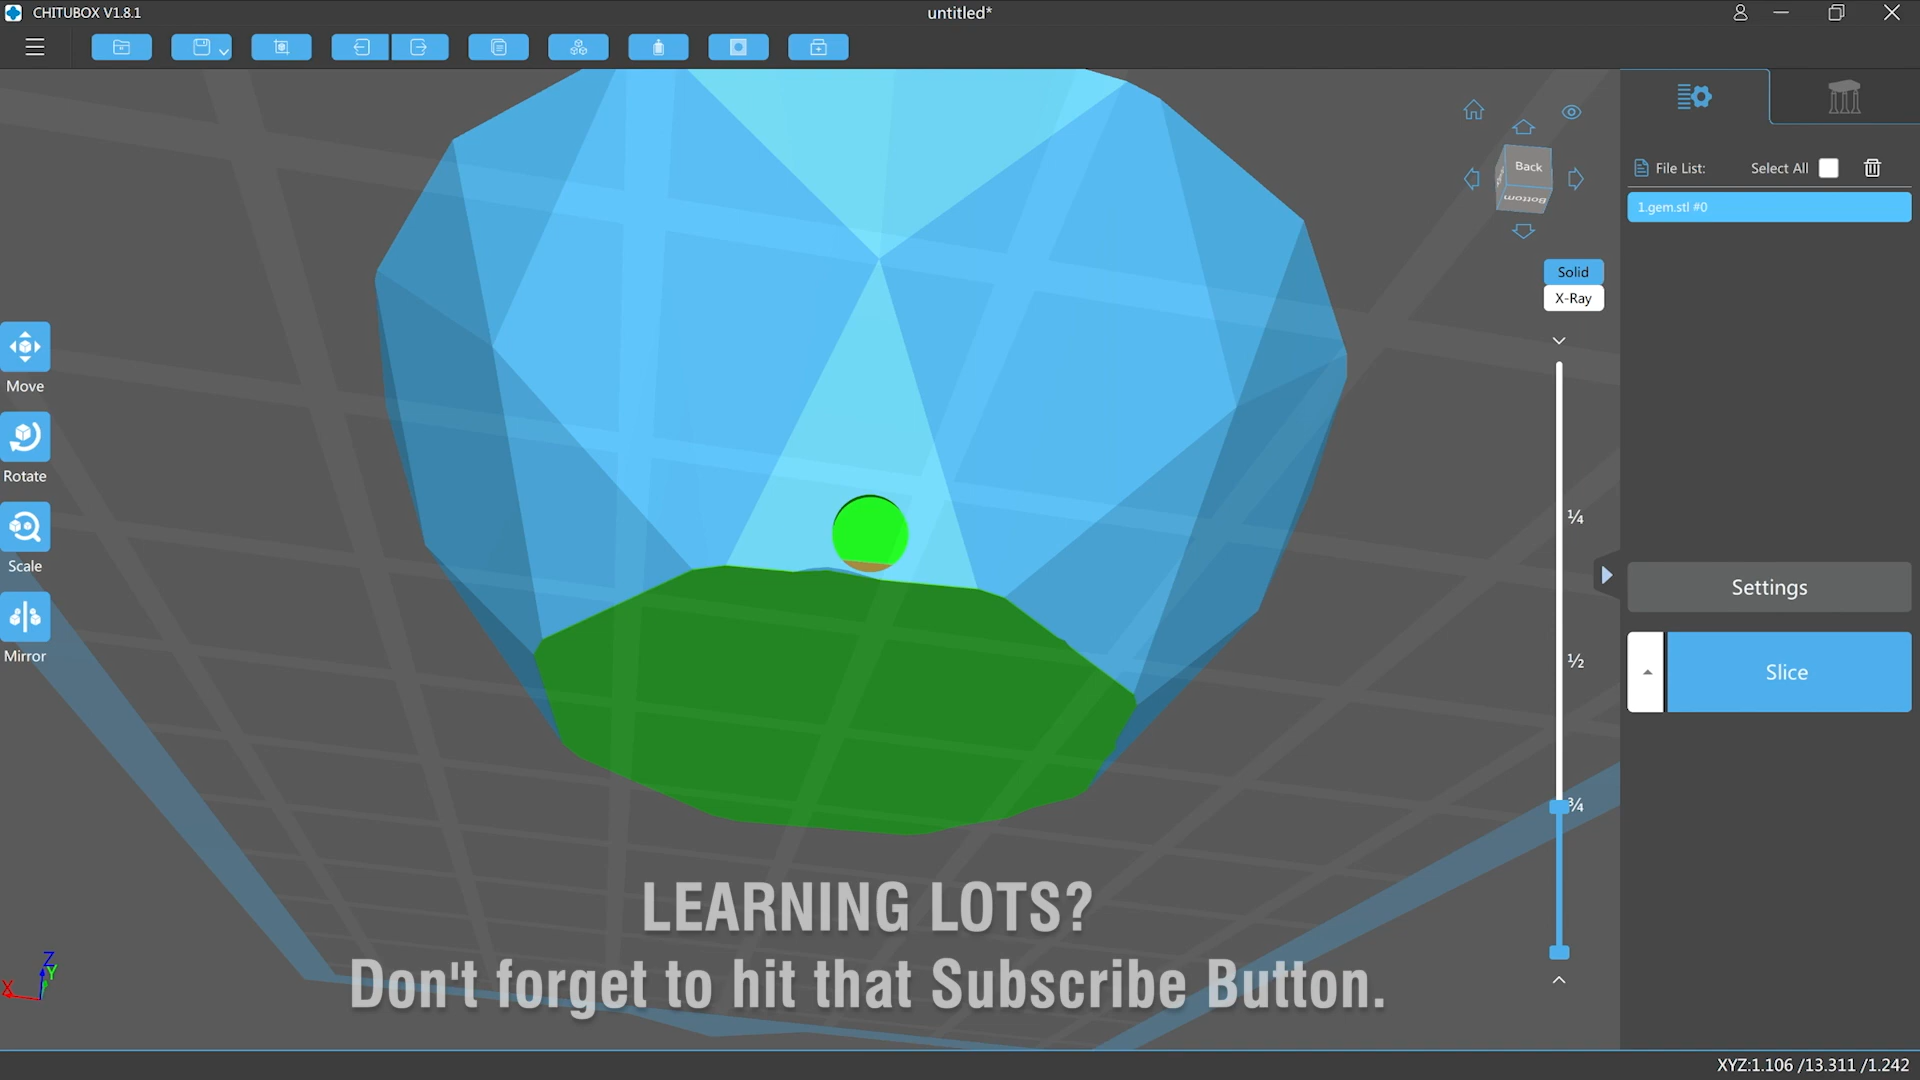 CHITUBOX V1.8.1
untitled*
Back
Bottom
File List:
Select All
1.gem.stl #0
Solid
X-Ray
Move
Rotate
Scale
Mirror
¼
½
¾
Settings
Slice
LEARNING LOTS?
Don't forget to hit that Subscribe Button.
Z
Y
X
XYZ:1.106 /13.311 /1.242